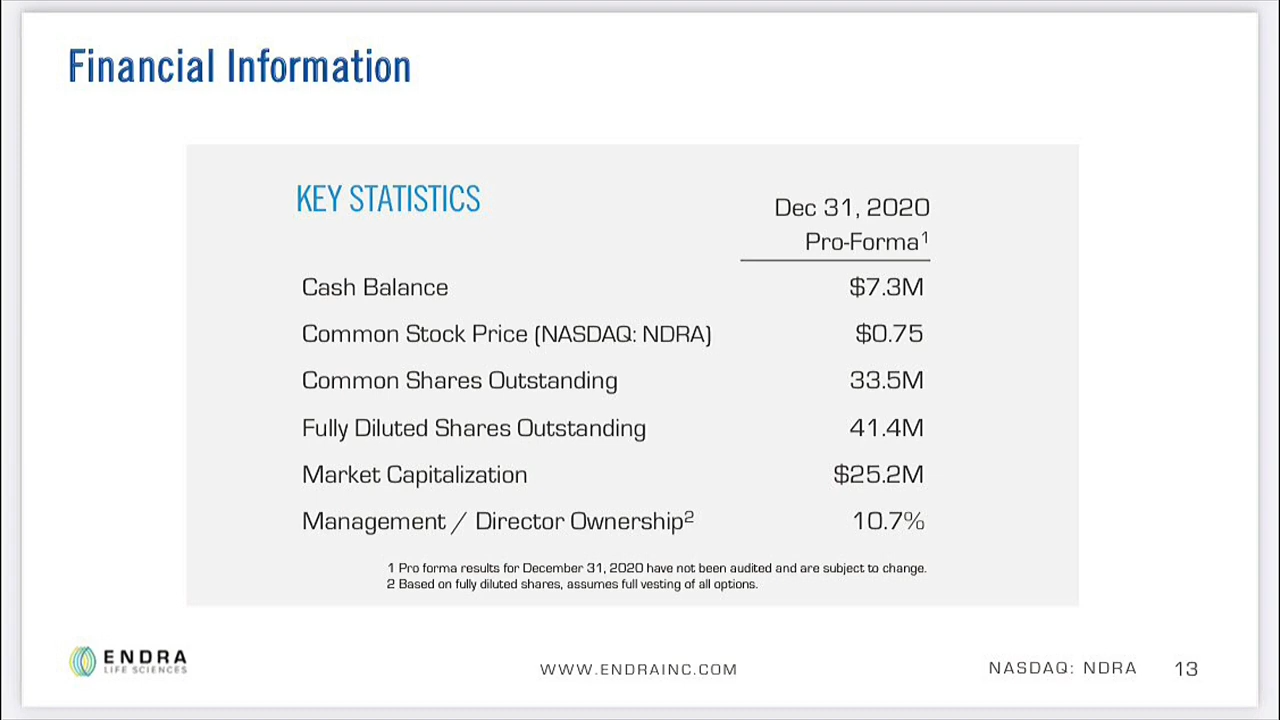 Financial Information
KEY STATISTICS
Dec 31, 2020
Pro-Forma¹
Cash Balance $7.3M
Common Stock Price (NASDAQ: NDRA) $0.75
Common Shares Outstanding 33.5M
Fully Diluted Shares Outstanding 41.4M
Market Capitalization $25.2M
Management / Director Ownership² 10.7%
1 Pro forma results for December 31, 2020 have not been audited and are subject to change.
2 Based on fully diluted shares, assumes full vesting of all options.
ENDRA
LIFE SCIENCES
WWW.ENDRAINC.COM
NASDAQ: NDRA 13